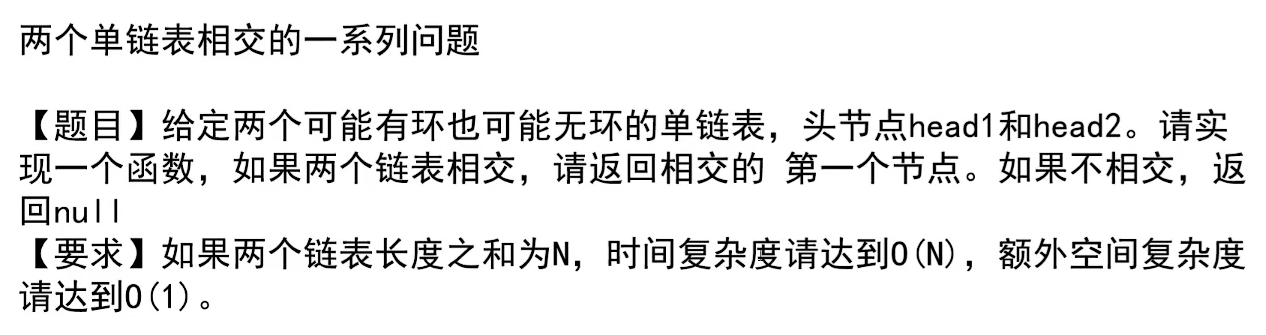 两个单链表相交的一系列问题
【题目】给定两个可能有环也可能无环的单链表，头节点head1和head2。请实
现一个函数，如果两个链表相交，请返回相交的 第一个节点。如果不相交，返
回null
【要求】如果两个链表长度之和为N，时间复杂度请达到O(N)，额外空间复杂度
请达到O(1)。